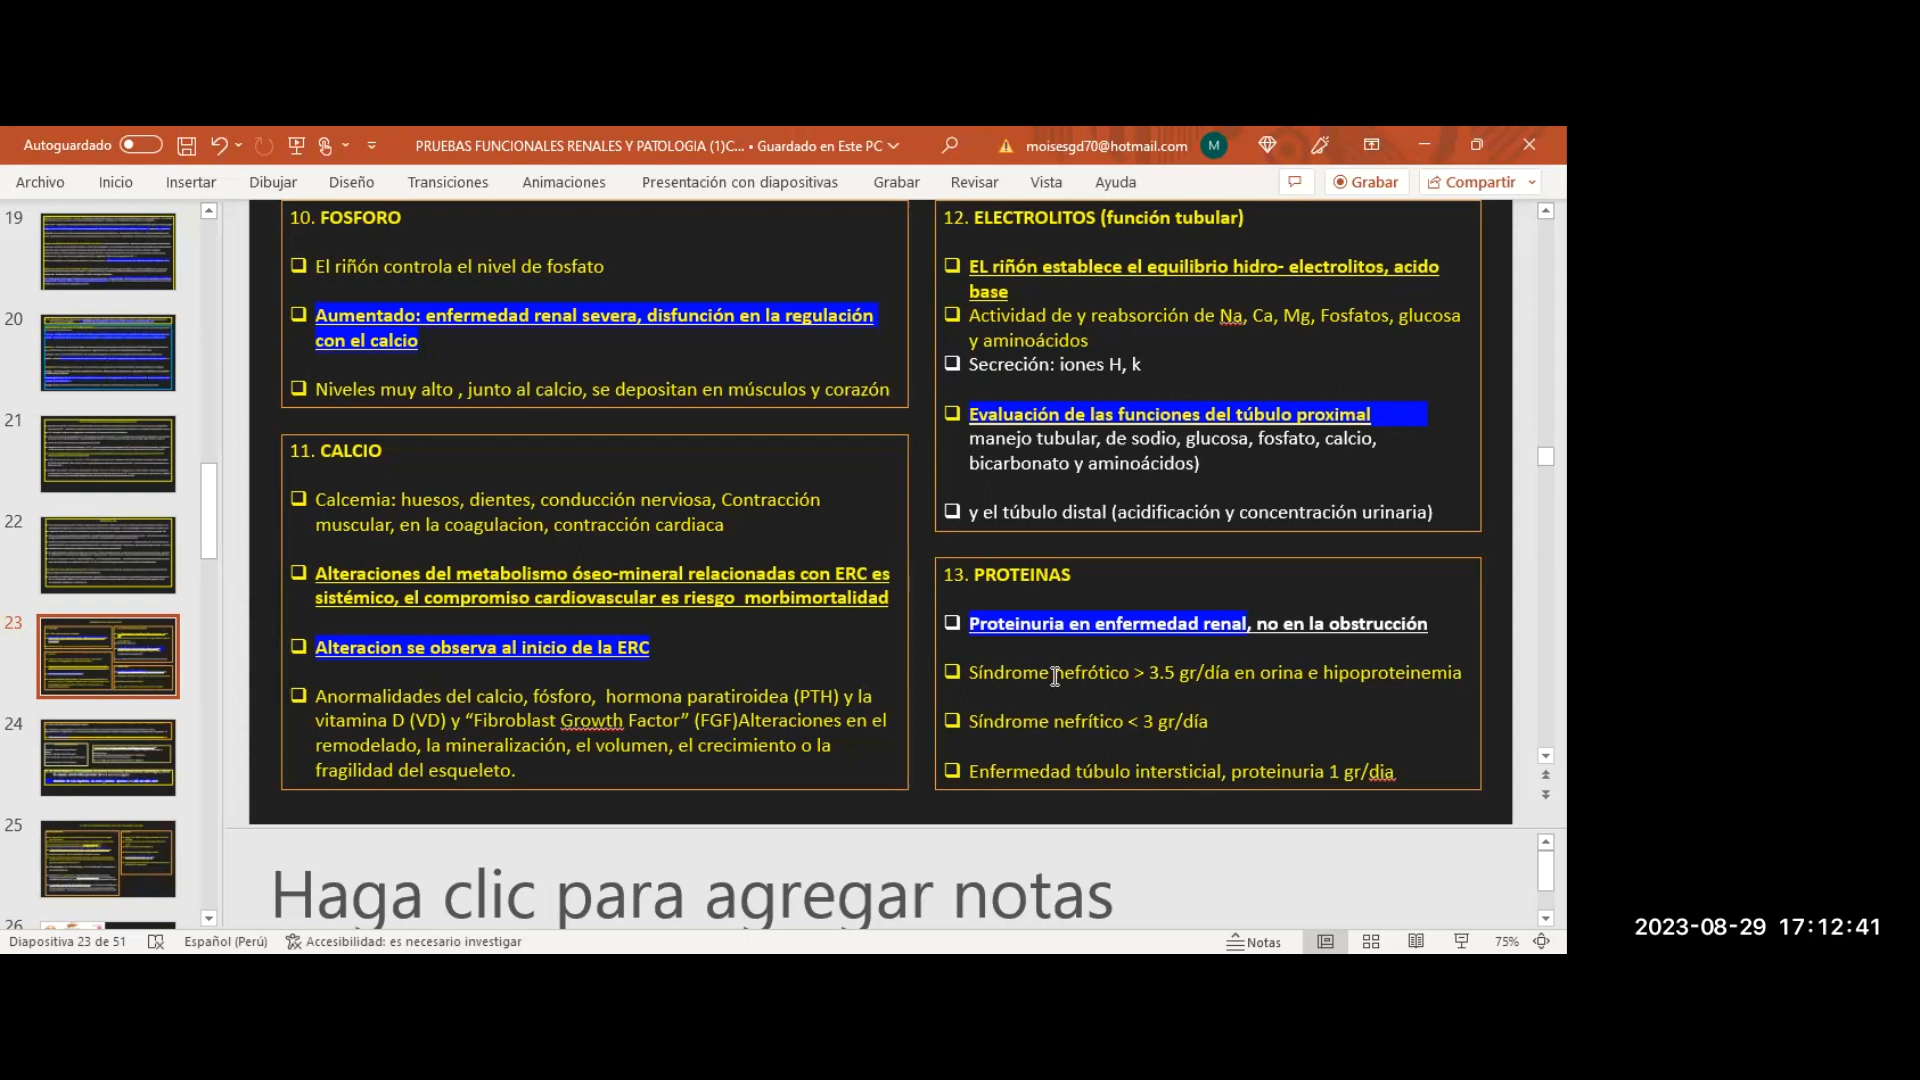 Autoguardado
PRUEBAS FUNCIONALES RENALES Y PATOLOGIA (1)C... • Guardado en Este PC
moisesgd70@hotmail.com
M
Archivo
Inicio
Insertar
Dibujar
Diseño
Transiciones
Animaciones
Presentación con diapositivas
Grabar
Revisar
Vista
Ayuda
Grabar
Compartir
19
20
21
22
23
24
25
26
10. FOSFORO
El riñón controla el nivel de fosfato
Aumentado: enfermedad renal severa, disfunción en la regulación
con el calcio
Niveles muy alto , junto al calcio, se depositan en músculos y corazón
11. CALCIO
Calcemia: huesos, dientes, conducción nerviosa, Contracción
muscular, en la coagulacion, contracción cardiaca
Alteraciones del metabolismo óseo-mineral relacionadas con ERC es
sistémico, el compromiso cardiovascular es riesgo morbimortalidad
Alteracion se observa al inicio de la ERC
Anormalidades del calcio, fósforo, hormona paratiroidea (PTH) y la
vitamina D (VD) y “Fibroblast Growth Factor” (FGF)Alteraciones en el
remodelado, la mineralización, el volumen, el crecimiento o la
fragilidad del esqueleto.
12. ELECTROLITOS (función tubular)
EL riñón establece el equilibrio hidro- electrolitos, acido
base
Actividad de y reabsorción de Na, Ca, Mg, Fosfatos, glucosa
y aminoácidos
Secreción: iones H, k
Evaluación de las funciones del túbulo proximal
manejo tubular, de sodio, glucosa, fosfato, calcio,
bicarbonato y aminoácidos)
y el túbulo distal (acidificación y concentración urinaria)
13. PROTEINAS
Proteinuria en enfermedad renal, no en la obstrucción
Síndrome nefrótico > 3.5 gr/día en orina e hipoproteinemia
Síndrome nefrítico < 3 gr/día
Enfermedad túbulo intersticial, proteinuria 1 gr/dia
Haga clic para agregar notas
Diapositiva 23 de 51
Español (Perú)
Accesibilidad: es necesario investigar
Notas
75%
2023-08-29 17:12:41